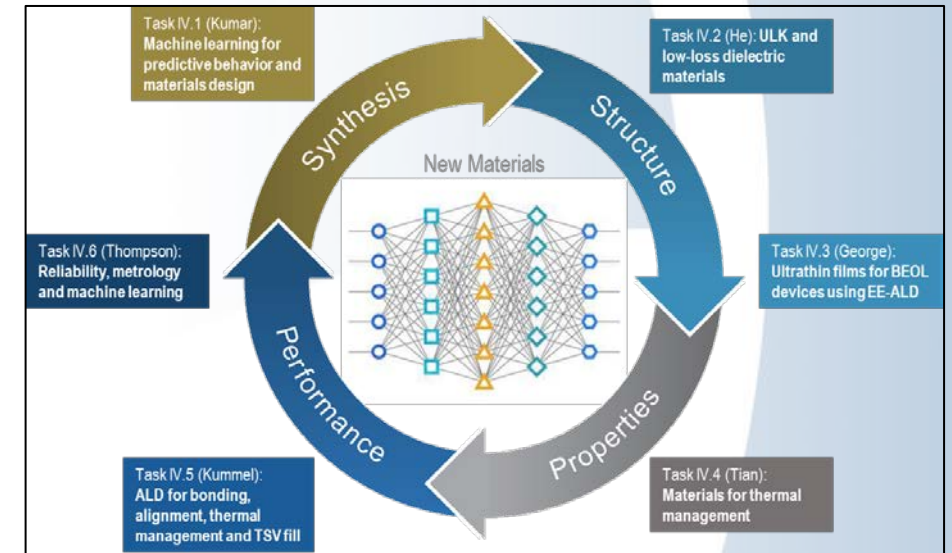 Task IV.1 (Kumar):
Machine learning for
predictive behavior and
materials design
Task IV.2 (He): ULK and
low-loss dielectric
materials
Synthesis
Structure
New Materials
Task IV.6 (Thompson):
Reliability, metrology
and machine learning
Task IV.3 (George):
Ultrathin films for BEOL
devices using EE-ALD
Performance
Properties
Task IV.5 (Kummel):
ALD for bonding,
alignment, thermal
management and TSV fill
Task IV.4 (Tian):
Materials for thermal
management